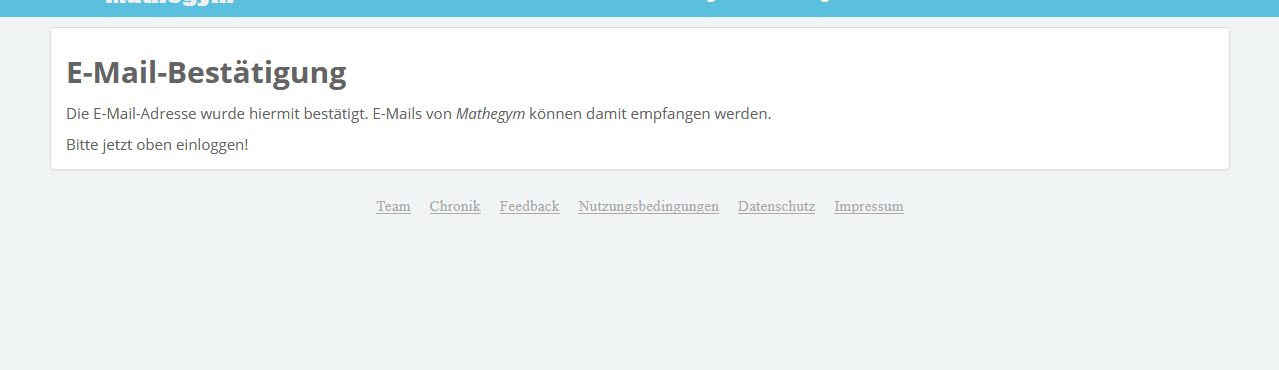 E-Mail-Bestätigung
Die E-Mail-Adresse wurde hiermit bestätigt. E-Mails von Mathegym können damit empfangen werden.
Bitte jetzt oben einloggen!
Team Chronik Feedback Nutzungsbedingungen Datenschutz Impressum